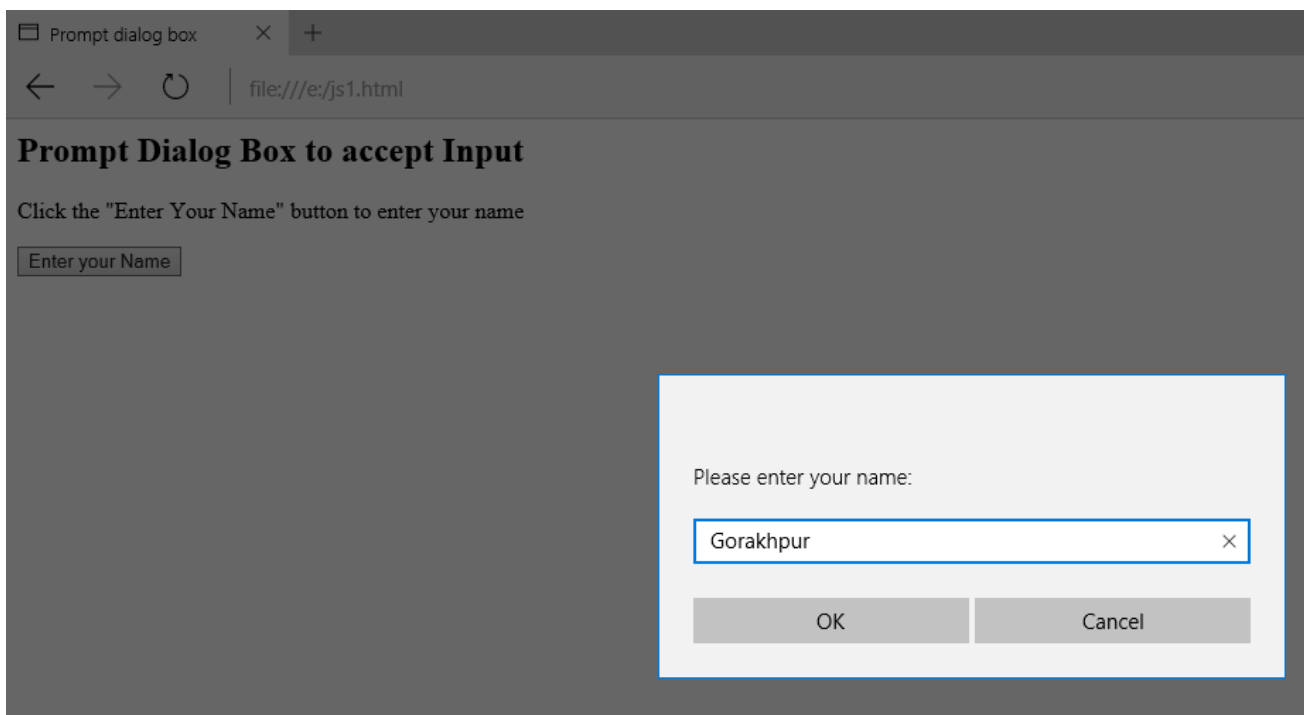 Prompt dialog box
file:///e:/js1.html
Prompt Dialog Box to accept Input
Click the "Enter Your Name" button to enter your name
Enter your Name
Please enter your name:
Gorakhpur
OK Cancel